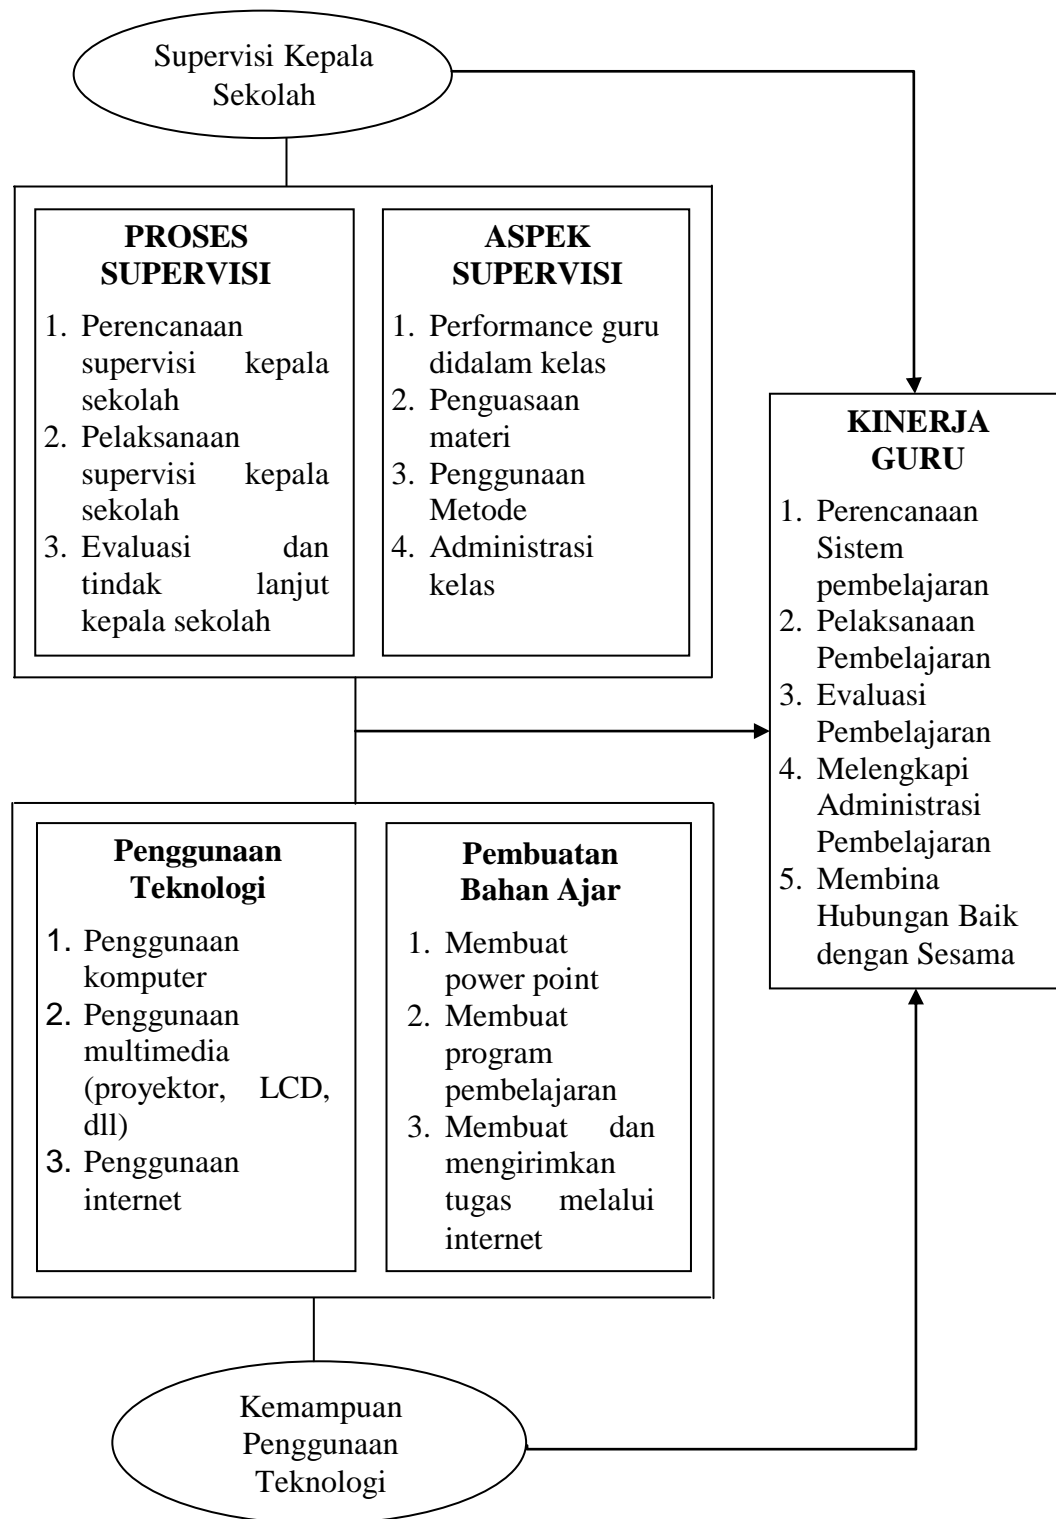 Supervisi Kepala
Sekolah
PROSES
SUPERVISI
1. Perencanaan
supervisi kepala
sekolah
2. Pelaksanaan
supervisi kepala
sekolah
3. Evaluasi dan
tindak lanjut
kepala sekolah
ASPEK
SUPERVISI
1. Performance guru
didalam kelas
2. Penguasaan
materi
3. Penggunaan
Metode
4. Administrasi
kelas
KINERJA
GURU
1. Perencanaan
Sistem
pembelajaran
2. Pelaksanaan
Pembelajaran
3. Evaluasi
Pembelajaran
4. Melengkapi
Administrasi
Pembelajaran
5. Membina
Hubungan Baik
dengan Sesama
Penggunaan
Teknologi
1. Penggunaan
komputer
2. Penggunaan
multimedia
(proyektor, LCD,
dll)
3. Penggunaan
internet
Pembuatan
Bahan Ajar
1. Membuat
power point
2. Membuat
program
pembelajaran
3. Membuat dan
mengirimkan
tugas melalui
internet
Kemampuan
Penggunaan
Teknologi